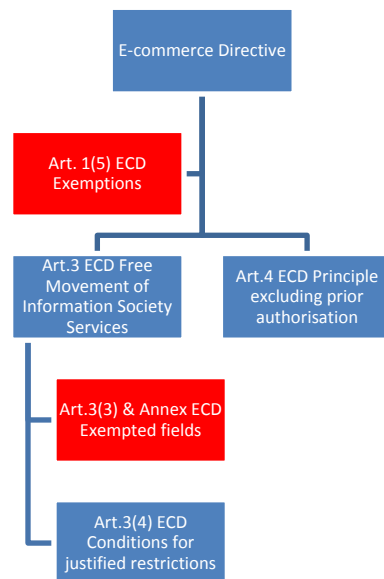 E-commerce Directive
Art. 1(5) ECD
Exemptions
Art.3 ECD Free
Movement of
Information Society
Services
Art.4 ECD Principle
excluding prior
authorisation
Art.3(3) & Annex ECD
Exempted fields
Art.3(4) ECD
Conditions for
justified restrictions